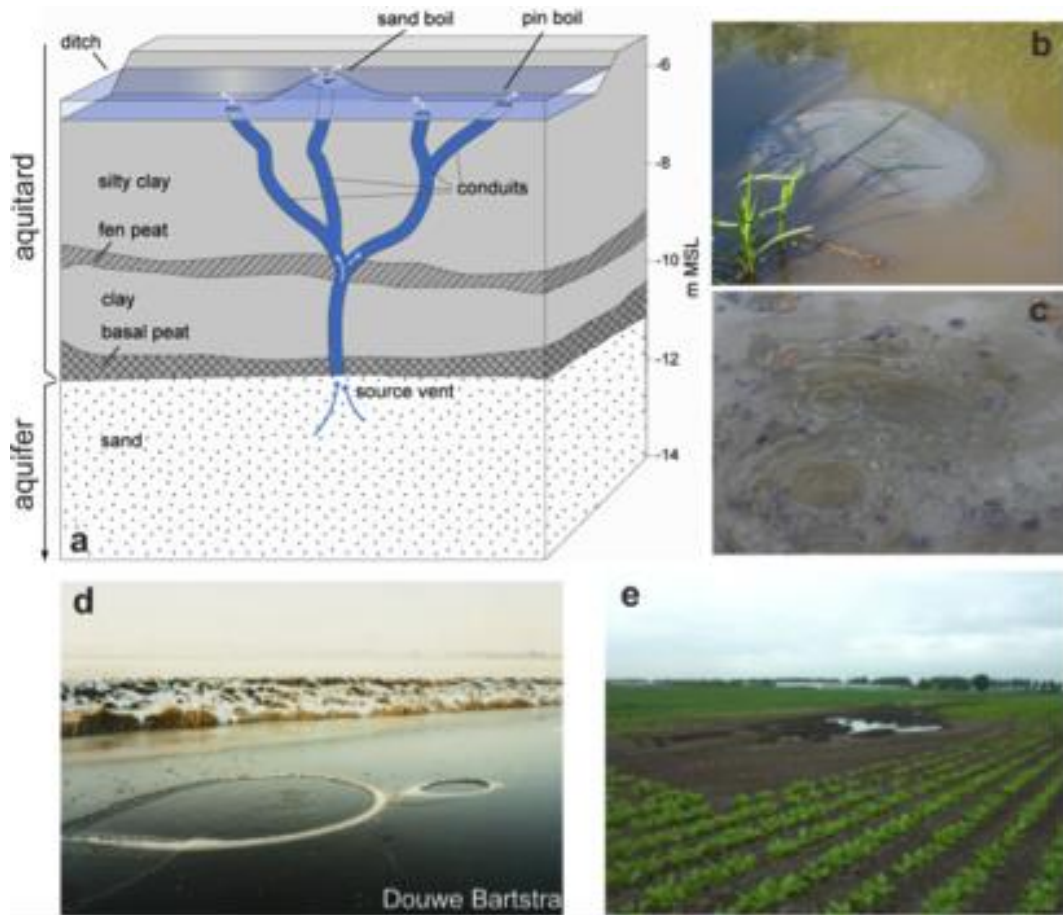 sand boil
pin boil
ditch
-6
b
aquitard
silty clay
-8
conduits
fen peat
-10
m MSL
clay
c
basal peat
-12
source vent
aquifer
sand
-14
a
d
e
Douwe Bartstra